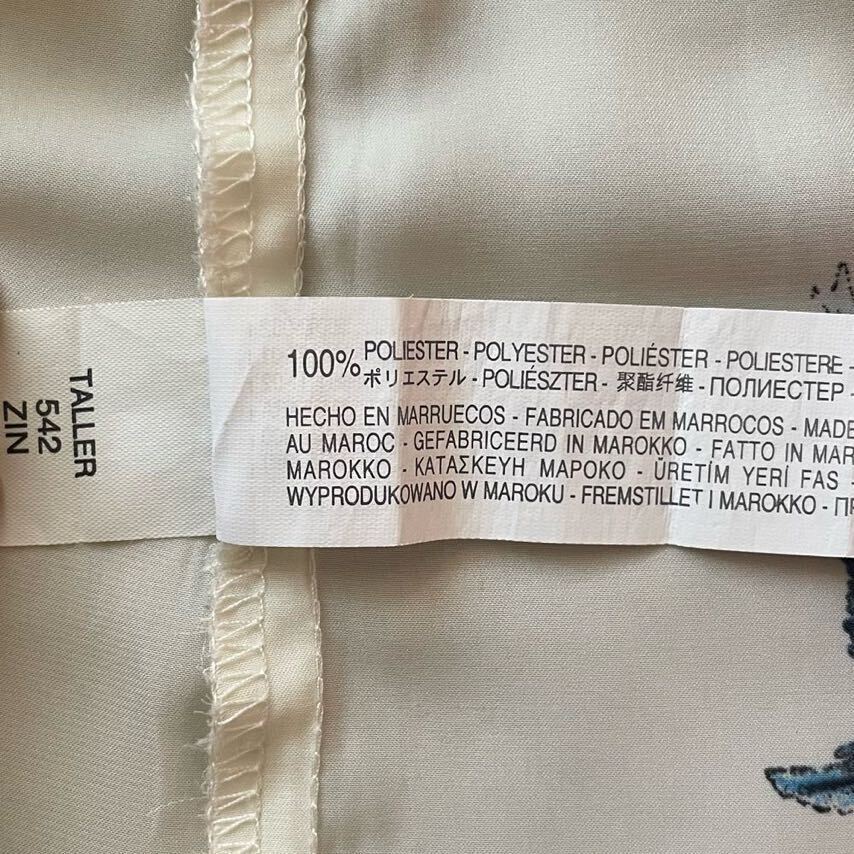 TALLER
542
ZIN
100% POLIESTER - POLYESTER - POLIÉSTER - POLIESTERE -
ポリエステル - POLIÉSZTER - 聚酯纤维 - ПОЛИЕСТЕР -
HECHO EN MARRUECOS - FABRICADO EM MARROCOS - MADE
AU MAROC - GEFABRICEERD IN MAROKKO - FATTO IN MAR
MAROKKO - ΚΑΤΑΣΚΕΥΗ ΜΑΡΟΚΟ - ÜRETİM YERİ FAS -
WYPRODUKOWANO W MAROKU - FREMSTILLET I MAROKKO - ПР